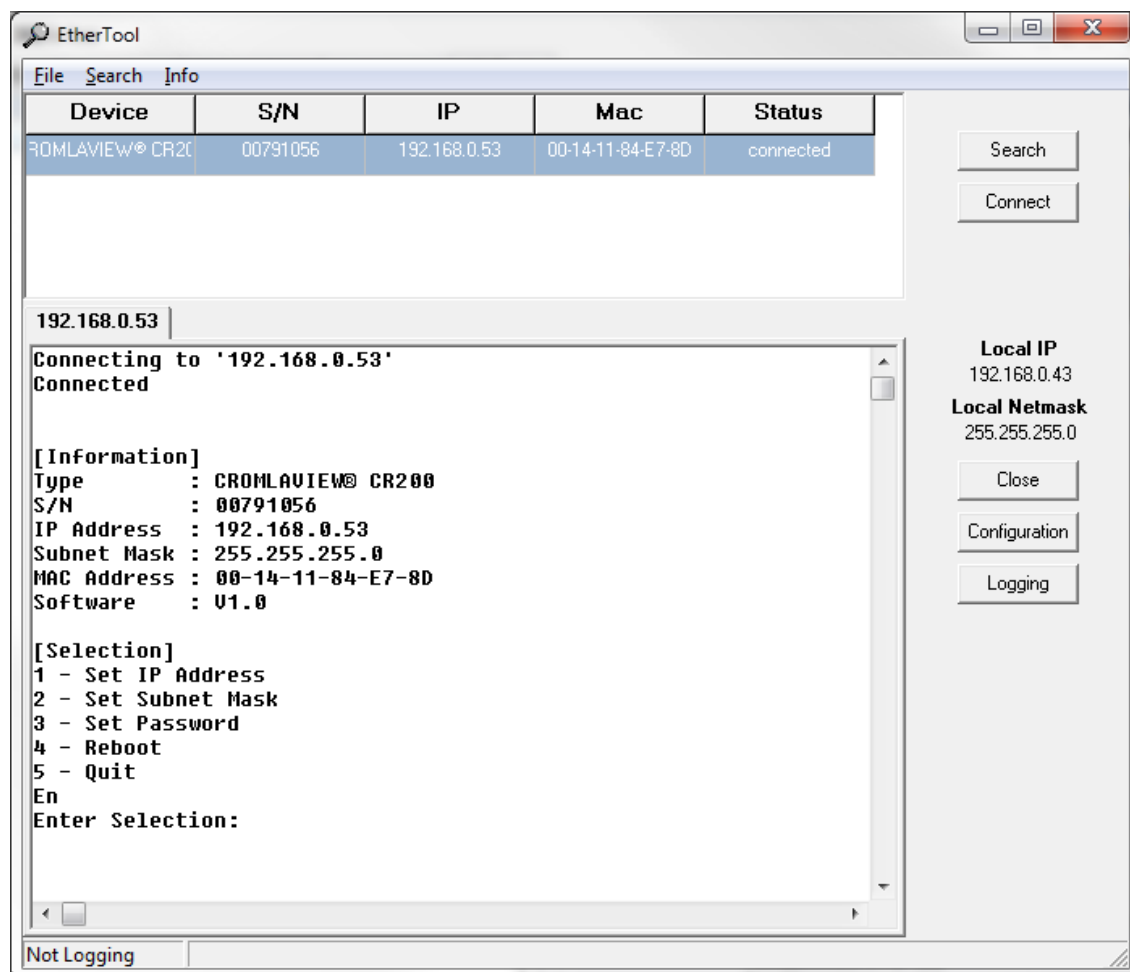 EtherTool
File Search Info
Device S/N IP Mac Status
ROMLAVIEW® CR20 00791056 192.168.0.53 00-14-11-84-E7-8D connected
Search
Connect
192.168.0.53
Connecting to '192.168.0.53'
Connected
[Information]
Type : CROMLAVIEW® CR200
S/N : 00791056
IP Address : 192.168.0.53
Subnet Mask : 255.255.255.0
MAC Address : 00-14-11-84-E7-8D
Software : V1.0
[Selection]
1 - Set IP Address
2 - Set Subnet Mask
3 - Set Password
4 - Reboot
5 - Quit
En
Enter Selection:
Local IP
192.168.0.43
Local Netmask
255.255.255.0
Close
Configuration
Logging
Not Logging